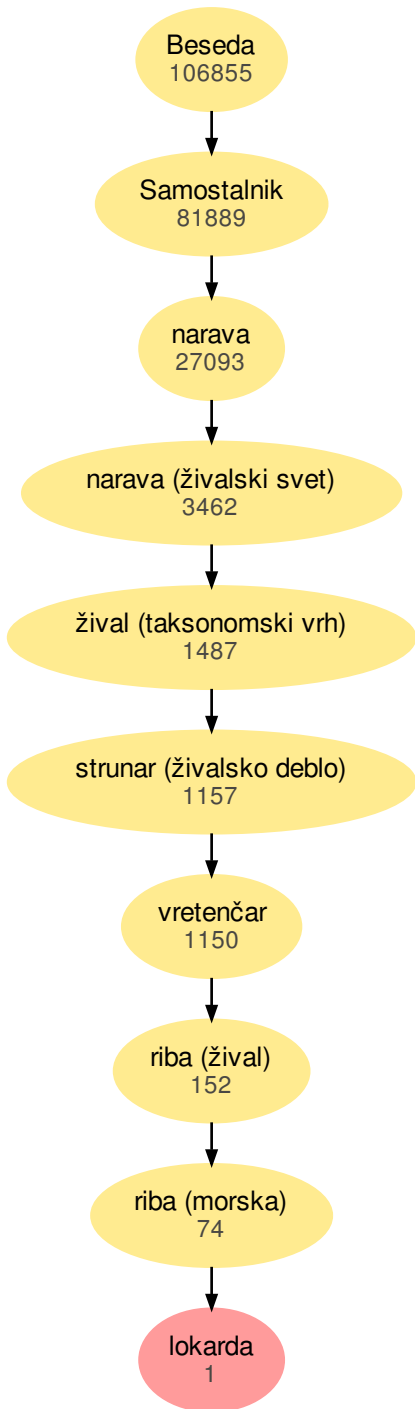 Beseda
106855
Samostalnik
81889
narava
27093
narava (živalski svet)
3462
žival (taksonomski vrh)
1487
strunar (živalsko deblo)
1157
vretenčar
1150
riba (žival)
152
riba (morska)
74
lokarda
1